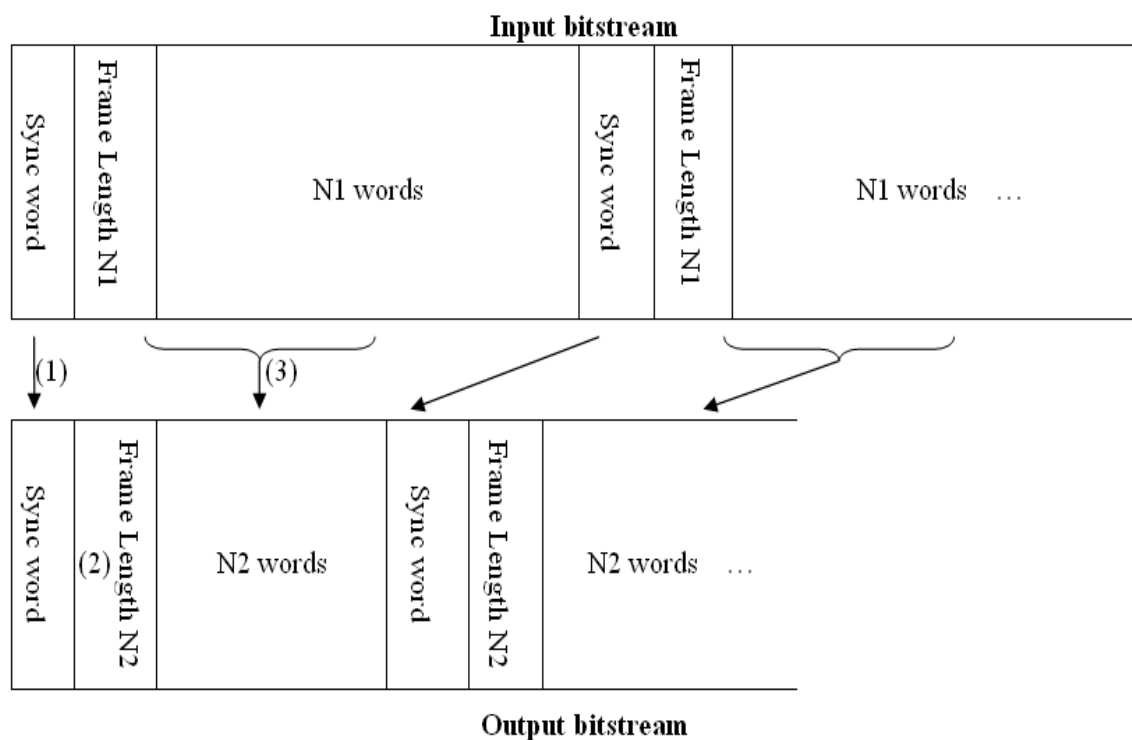 Input bitstream
Sync word
Frame Length N1
N1 words
Sync word
Frame Length N1
N1 words …
(1)
(3)
Sync word
(2)
Frame Length N2
N2 words
Sync word
Frame Length N2
N2 words …
Output bitstream